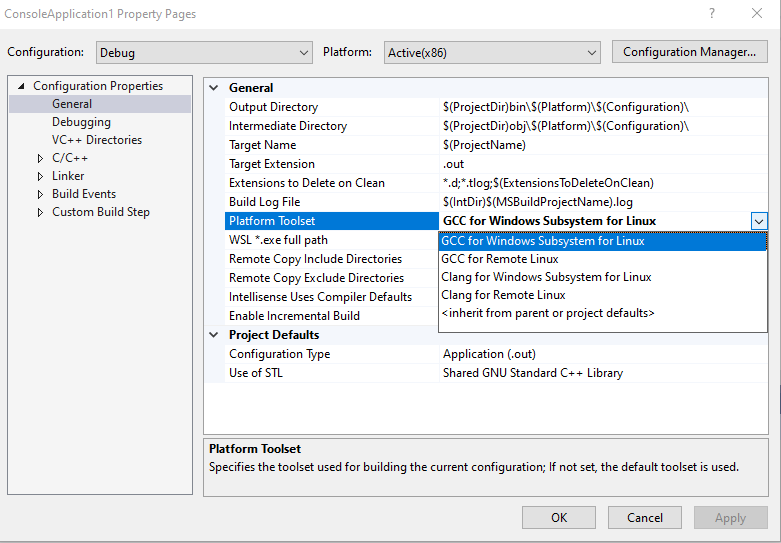 ConsoleApplication1 Property Pages
Configuration: Debug Platform: Active(x86) Configuration Manager...
Configuration Properties
General
Debugging
VC++ Directories
C/C++
Linker
Build Events
Custom Build Step
General
Output Directory $(ProjectDir)bin\$(Platform)\$(Configuration)\
Intermediate Directory $(ProjectDir)obj\$(Platform)\$(Configuration)\
Target Name $(ProjectName)
Target Extension .out
Extensions to Delete on Clean *.d;*.tlog;$(ExtensionsToDeleteOnClean)
Build Log File $(IntDir)$(MSBuildProjectName).log
Platform Toolset GCC for Windows Subsystem for Linux
WSL *.exe full path GCC for Windows Subsystem for Linux
Remote Copy Include Directories GCC for Remote Linux
Remote Copy Exclude Directories Clang for Windows Subsystem for Linux
Intellisense Uses Compiler Defaults Clang for Remote Linux
Enable Incremental Build <inherit from parent or project defaults>
Project Defaults
Configuration Type Application (.out)
Use of STL Shared GNU Standard C++ Library
Platform Toolset
Specifies the toolset used for building the current configuration; If not set, the default toolset is used.
OK Cancel Apply